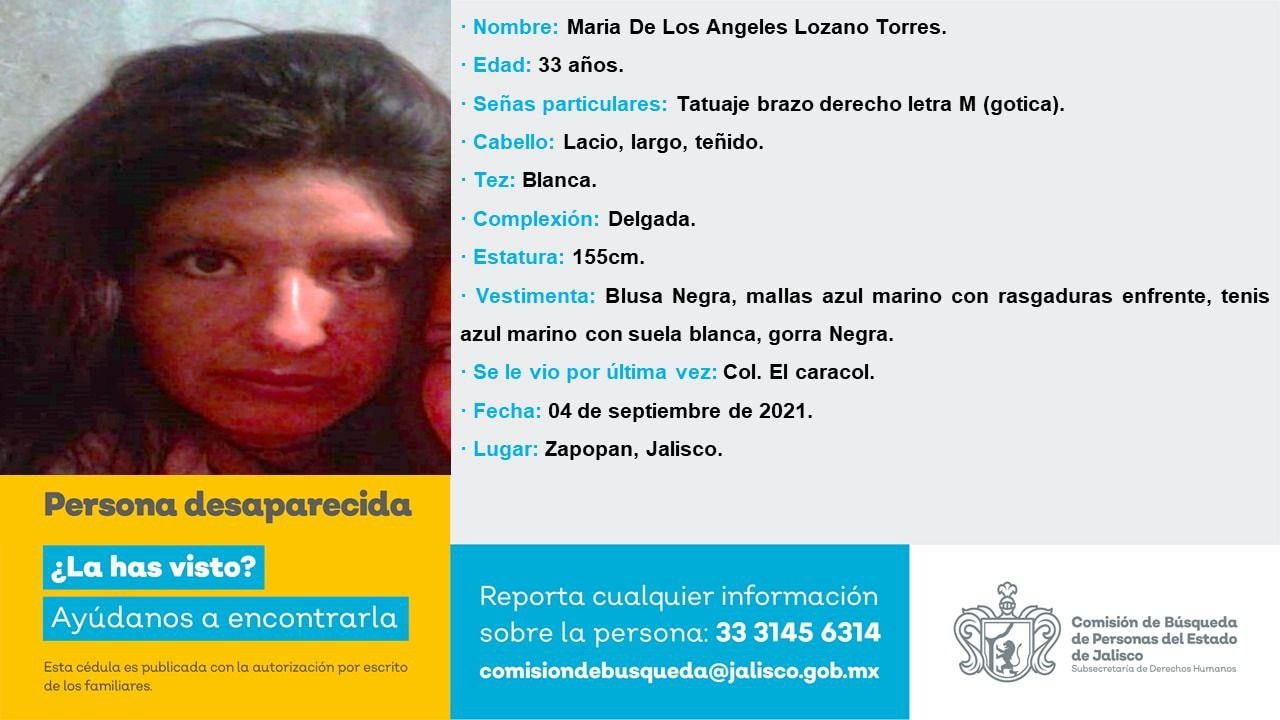 · Nombre: Maria De Los Angeles Lozano Torres.
· Edad: 33 años.
· Señas particulares: Tatuaje brazo derecho letra M (gotica).
· Cabello: Lacio, largo, teñido.
· Tez: Blanca.
· Complexión: Delgada.
· Estatura: 155cm.
· Vestimenta: Blusa Negra, mallas azul marino con rasgaduras enfrente, tenis
azul marino con suela blanca, gorra Negra.
· Se le vio por última vez: Col. El caracol.
· Fecha: 04 de septiembre de 2021.
· Lugar: Zapopan, Jalisco.
Persona desaparecida
¿La has visto?
Ayúdanos a encontrarla
Esta cédula es publicada con la autorización por escrito
de los familiares.
Reporta cualquier información
sobre la persona: 33 3145 6314
comisiondebusqueda@jalisco.gob.mx
Comisión de Búsqueda
de Personas del Estado
de Jalisco
Subsecretaría de Derechos Humanos